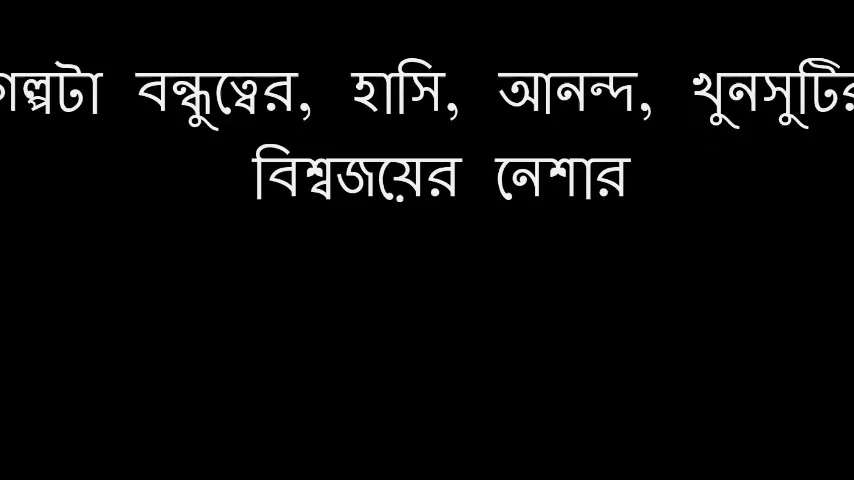 গল্পটা বন্ধুত্বের, হাসি, আনন্দ, খুনসুটির
বিশ্বজয়ের নেশার